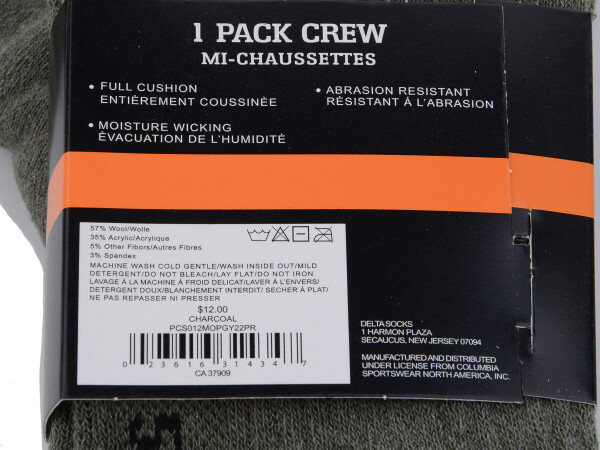 1 PACK CREW
MI-CHAUSSETTES
• FULL CUSHION
ENTIÈREMENT COUSSINÉE
• ABRASION RESISTANT
RÉSISTANT À L'ABRASION
• MOISTURE WICKING
ÉVACUATION DE L'HUMIDITÉ
57% Wool/Wolle
35% Acrylic/Acrylique
5% Other Fibors/Autres Fibres
3% Spandex
MACHINE WASH COLD GENTLE/WASH INSIDE OUT/MILD
DETERGENT/DO NOT BLEACH/LAY FLAT/DO NOT IRON
LAVAGE À LA MACHINE À FROID DELICAT/LAVER À L'ENVERS/
DETERGENT DOUX/BLANCHEMENT INTERDIT/ SECHER À PLAT/
NE PAS REPASSER NI PRESSER
$12.00
CHARCOAL
PCS012MOPGY22PR
0 23616 31434 7
CA 37909
DELTA SOCKS
1 HARMON PLAZA
SECAUCUS, NEW JERSEY 07094
MANUFACTURED AND DISTRIBUTED
UNDER LICENSE FROM COLUMBIA
SPORTSWEAR NORTH AMERICA, INC.